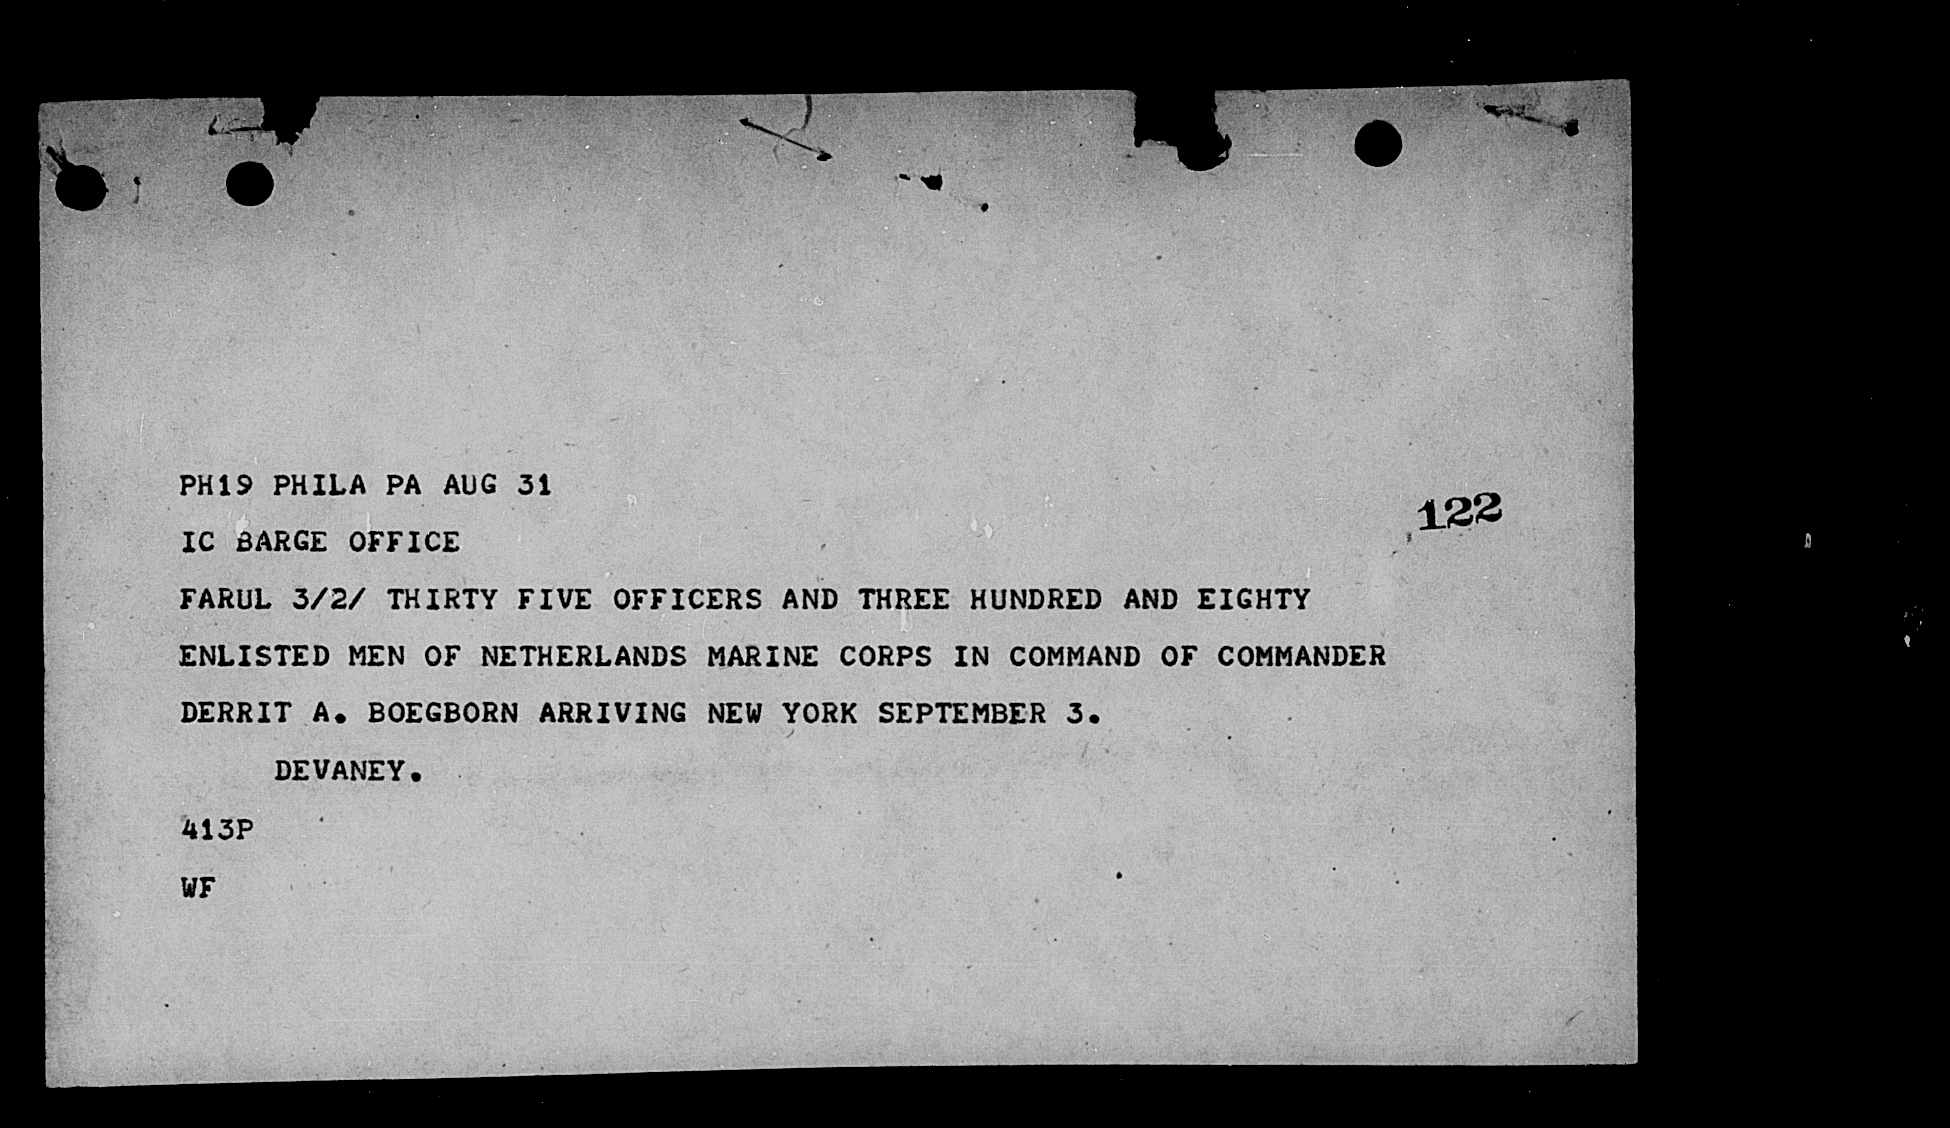 PH19 PHILA PA AUG 31
122
IC BARGE OFFICE
FARUL 3/2/ THIRTY FIVE OFFICERS AND THREE HUNDRED AND EIGHTY
ENLISTED MEN OF NETHERLANDS MARINE CORPS IN COMMAND OF COMMANDER
DERRIT A. BOEGBORN ARRIVING NEW YORK SEPTEMBER 3.
DEVANEY.
413P
WF